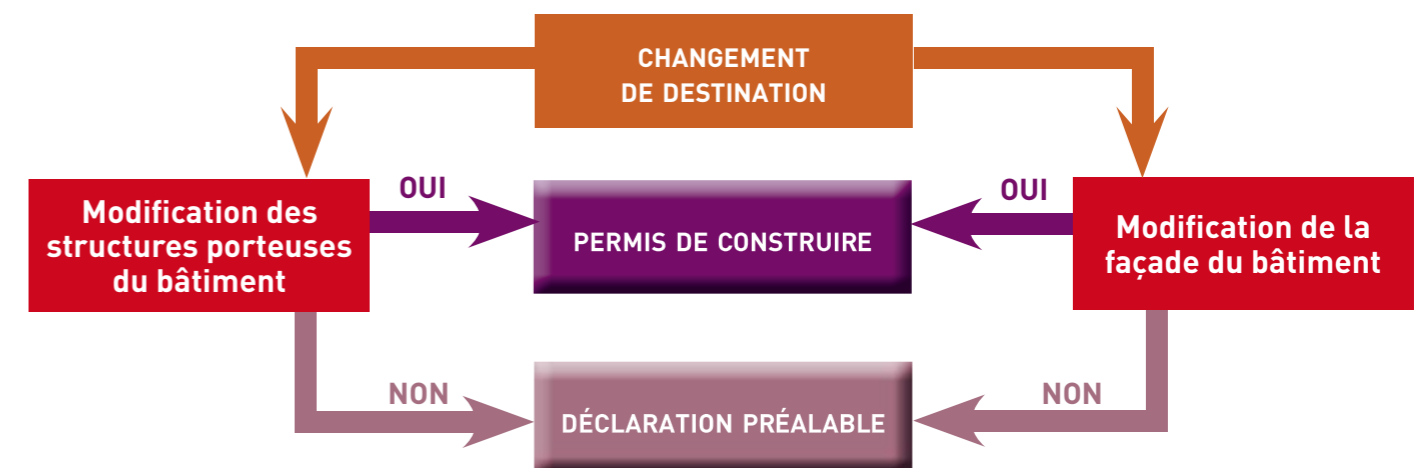 CHANGEMENT
DE DESTINATION
OUI
OUI
Modification des
structures porteuses
du bâtiment
PERMIS DE CONSTRUIRE
Modification de la
façade du bâtiment
NON
NON
DÉCLARATION PRÉALABLE